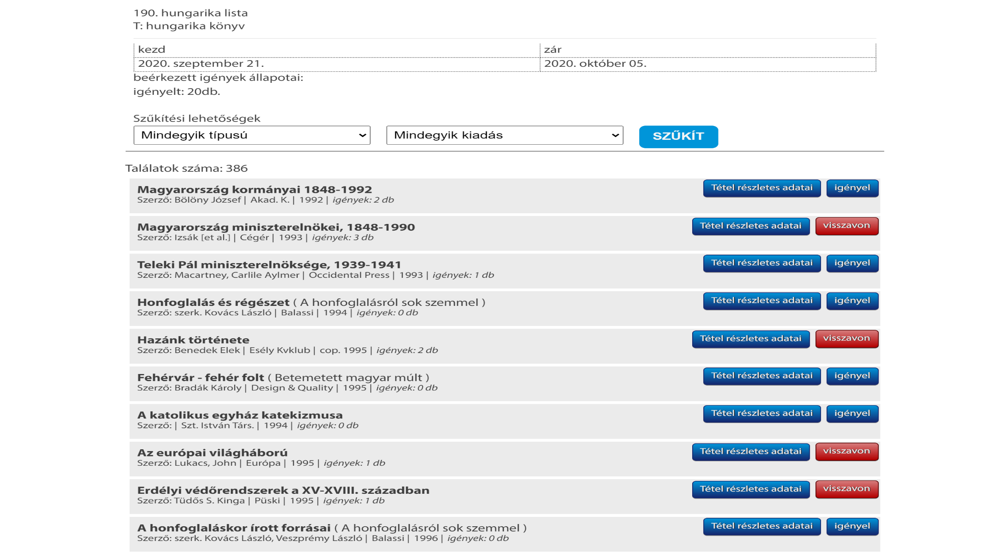 190. hungarika lista
T: hungarika könyv
kezd zár
2020. szeptember 21. 2020. október 05.
beérkezett igények állapotai:
igényelt: 20db.
Szűkítési lehetőségek
Mindegyik típusú Mindegyik kiadás SZŰKÍT
Találatok száma: 386
Magyarország kormányai 1848-1992 Tétel részletes adatai igényel
Szerző: Bölöny József | Akad. K. | 1992 | igények: 2 db
Magyarország miniszterelnökei, 1848-1990 Tétel részletes adatai visszavon
Szerző: Izsák [et al.] | Cégér | 1993 | igények: 3 db
Teleki Pál miniszterelnöksége, 1939-1941 Tétel részletes adatai igényel
Szerző: Macartney, Carlile Aylmer | Occidental Press | 1993 | igények: 1 db
Honfoglalás és régészet ( A honfoglalásról sok szemmel ) Tétel részletes adatai igényel
Szerző: szerk. Kovács László | Balassi | 1994 | igények: 0 db
Hazánk története Tétel részletes adatai visszavon
Szerző: Benedek Elek | Esély Kvklub | cop. 1995 | igények: 2 db
Fehérvár - fehér folt ( Betemetett magyar múlt ) Tétel részletes adatai igényel
Szerző: Bradák Károly | Design & Quality | 1995 | igények: 0 db
A katolikus egyház katekizmusa Tétel részletes adatai igényel
Szerző: | Szt. István Társ. | 1994 | igények: 0 db
Az európai világháború Tétel részletes adatai visszavon
Szerző: Lukacs, John | Európa | 1995 | igények: 1 db
Erdélyi védőrendszerek a XV-XVIII. században Tétel részletes adatai visszavon
Szerző: Tüdős S. Kinga | Püski | 1995 | igények: 1 db
A honfoglaláskor írott forrásai ( A honfoglalásról sok szemmel ) Tétel részletes adatai igényel
Szerző: szerk. Kovács László, Veszprémy László | Balassi | 1996 | igények: 0 db